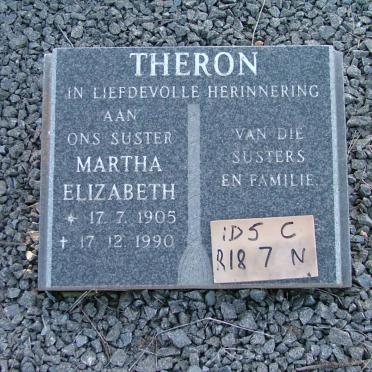 THERON
IN LIEFDEVOLLE HERINNERING
AAN
ONS SUSTER
MARTHA
ELIZABETH
* 17. 7. 1905
† 17. 12. 1990
VAN DIE
SUSTERS
EN FAMILIE
iD5 C
R18 7 N.